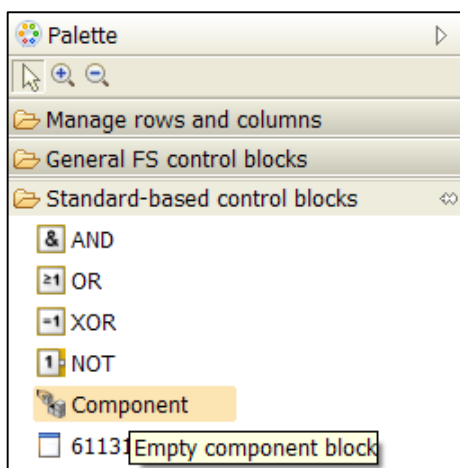 Palette
Manage rows and columns
General FS control blocks
Standard-based control blocks
& AND
≥1 OR
=1 XOR
1 NOT
Component
61131
Empty component block